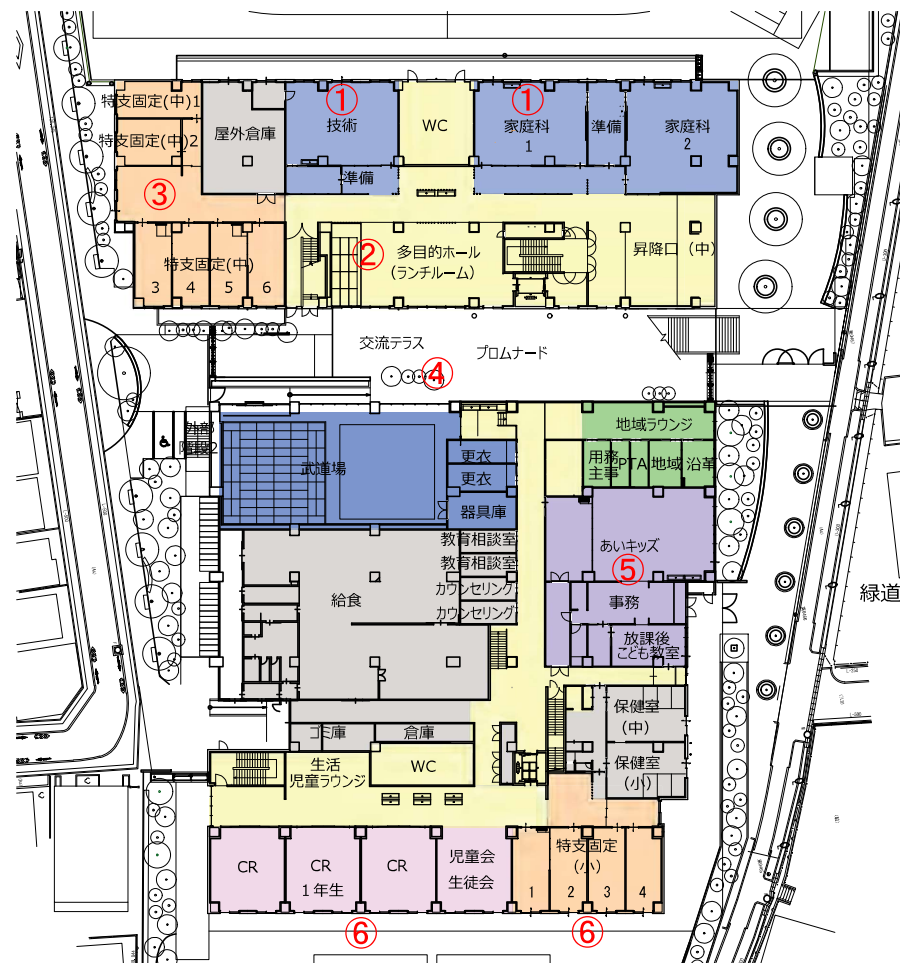 ①
①
特支固定(中)1
技術
WC
家庭科
1
準備
家庭科
2
屋外倉庫
特支固定(中)2
準備
③
②
多目的ホール
(ランチルーム)
昇降口(中)
特支固定(中)
3
4
5
6
交流テラス
プロムナード
④
地域ラウンジ
外部
階段2
武道場
更衣
更衣
器具庫
用務
主事
PTA
地域
沿革
教育相談室
教育相談室
カウンセリング
カウンセリング
あいキッズ
⑤
給食
事務
緑道
放課後
こども教室
保健室
(中)
ゴミ庫
倉庫
生活
児童ラウンジ
WC
保健室
(小)
CR
CR
1年生
CR
児童会
生徒会
特支固定
(小)
1
2
3
4
⑥
⑥